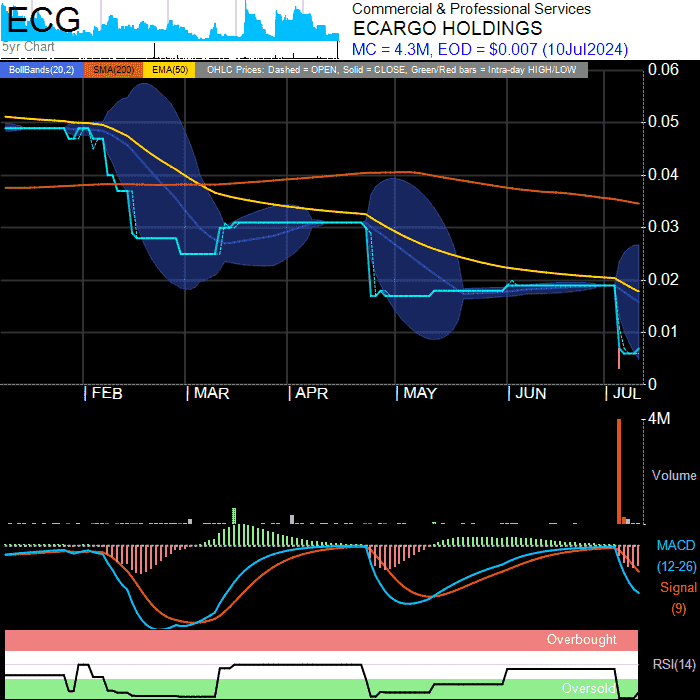 ECG
5yr Chart
Commercial & Professional Services
ECARGO HOLDINGS
MC = 4.3M, EOD = $0.007 (10Jul2024)
BollBands(20,2) SMA(200) EMA(50) OHLC Prices: Dashed = OPEN, Solid = CLOSE, Green/Red bars = Intra-day HIGH/LOW
0.06
0.05
0.04
0.03
0.02
0.01
0
| FEB | MAR | APR | MAY | JUN | JUL
4M
Volume
MACD
(12-26)
Signal
(9)
Overbought
RSI(14)
Oversold